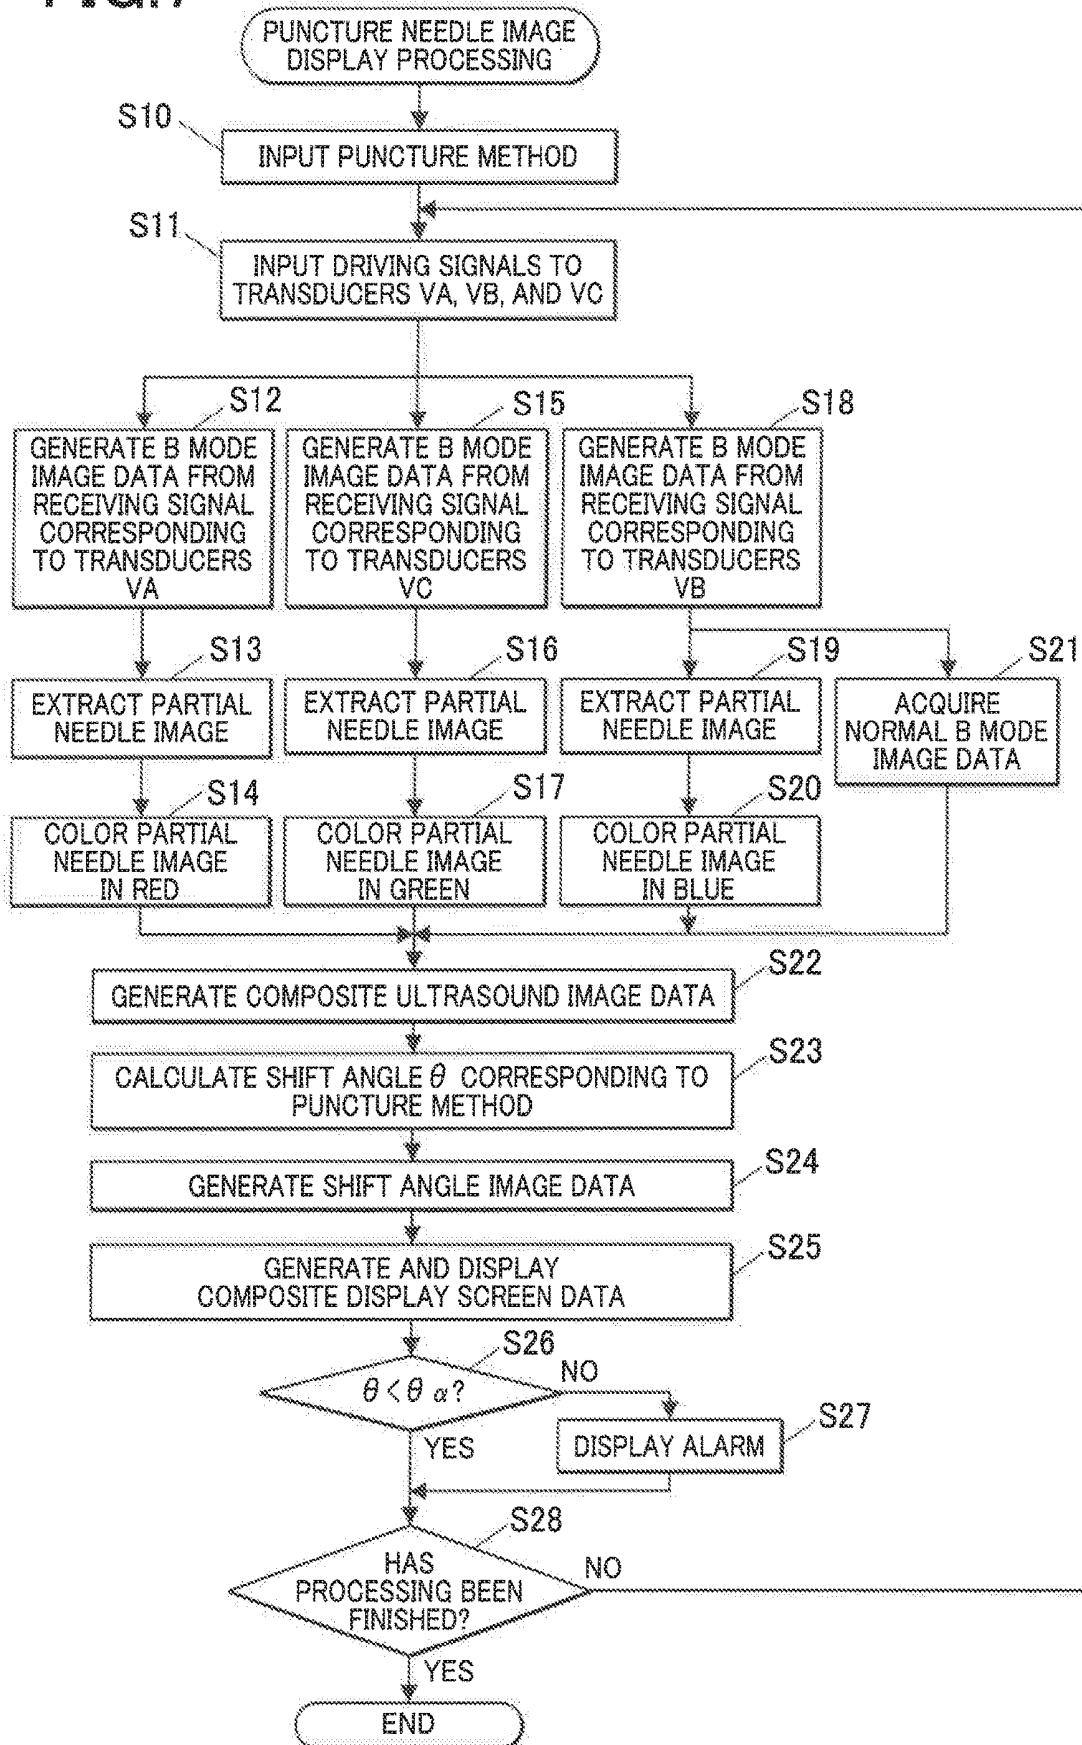 PUNCTURE NEEDLE IMAGE
DISPLAY PROCESSING
S10
INPUT PUNCTURE METHOD
S11
INPUT DRIVING SIGNALS TO
TRANSDUCERS VA, VB, AND VC
S12
GENERATE B MODE
IMAGE DATA FROM
RECEIVING SIGNAL
CORRESPONDING
TO TRANSDUCERS
VA
S15
GENERATE B MODE
IMAGE DATA FROM
RECEIVING SIGNAL
CORRESPONDING
TO TRANSDUCERS
VC
S18
GENERATE B MODE
IMAGE DATA FROM
RECEIVING SIGNAL
CORRESPONDING
TO TRANSDUCERS
VB
S13
EXTRACT PARTIAL
NEEDLE IMAGE
S16
EXTRACT PARTIAL
NEEDLE IMAGE
S19
EXTRACT PARTIAL
NEEDLE IMAGE
S21
ACQUIRE
NORMAL B MODE
IMAGE DATA
S14
COLOR PARTIAL
NEEDLE IMAGE
IN RED
S17
COLOR PARTIAL
NEEDLE IMAGE
IN GREEN
S20
COLOR PARTIAL
NEEDLE IMAGE
IN BLUE
S22
GENERATE COMPOSITE ULTRASOUND IMAGE DATA
S23
CALCULATE SHIFT ANGLE θ CORRESPONDING TO
PUNCTURE METHOD
S24
GENERATE SHIFT ANGLE IMAGE DATA
S25
GENERATE AND DISPLAY
COMPOSITE DISPLAY SCREEN DATA
S26
θ < θ α?
NO
YES
S27
DISPLAY ALARM
S28
HAS
PROCESSING BEEN
FINISHED?
NO
YES
END